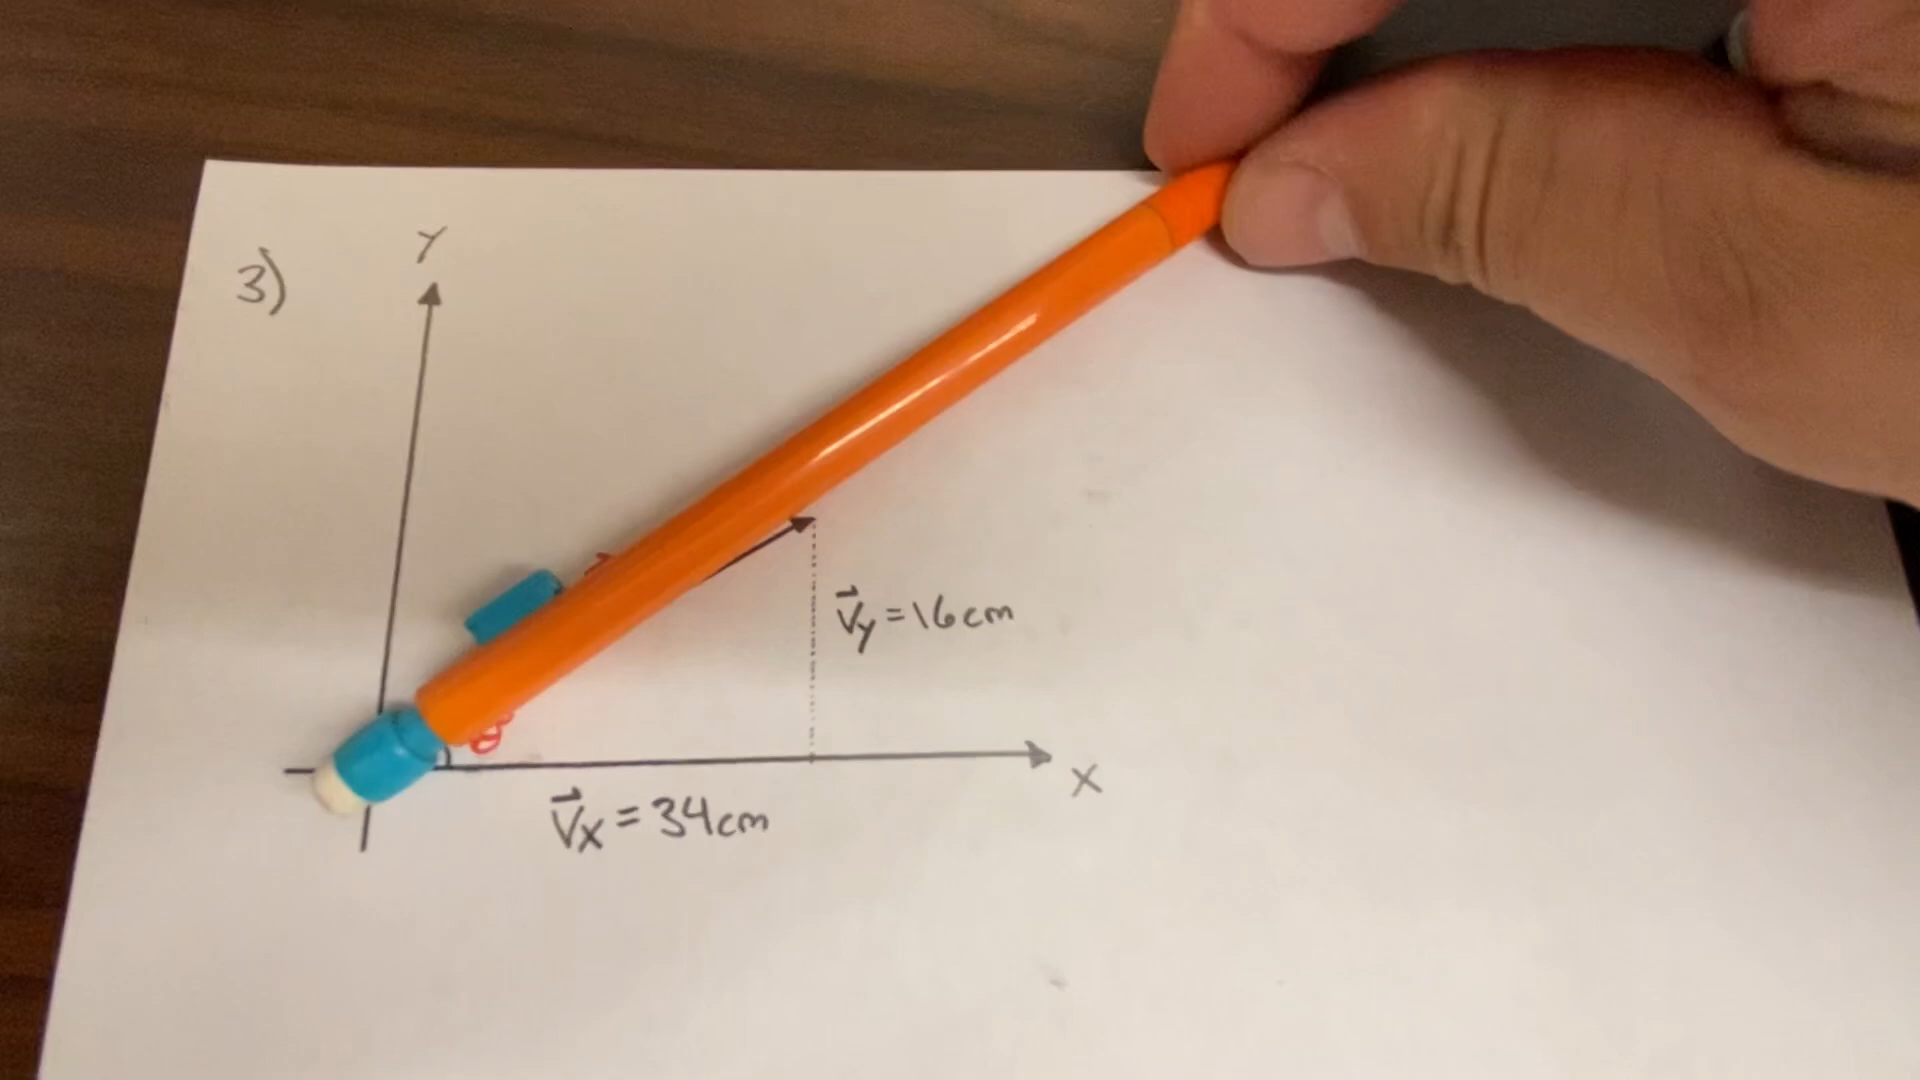 Y
3)
V⃗y = 16cm
X
V⃗x = 34cm